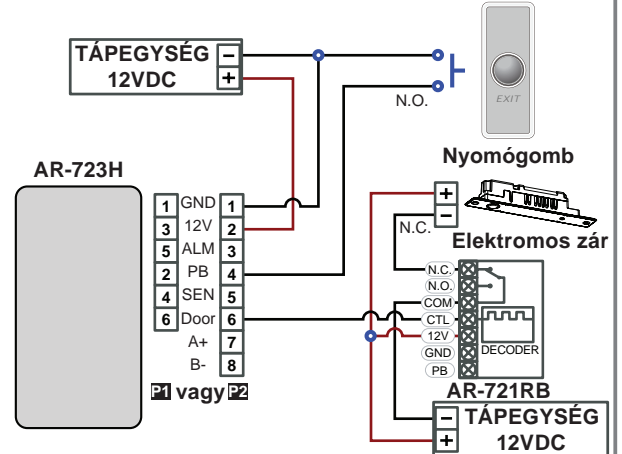 TÁPEGYSÉG −
12VDC +
N.O.
EXIT
Nyomógomb
AR-723H
1 GND 1
3 12V 2
5 ALM 3
2 PB 4
4 SEN 5
6 Door 6
A+ 7
B- 8
P1 vagy P2
+
−
N.C.
Elektromos zár
N.C.
N.O.
COM
CTL
12V
GND
PB
DECODER
AR-721RB
− TÁPEGYSÉG
+ 12VDC